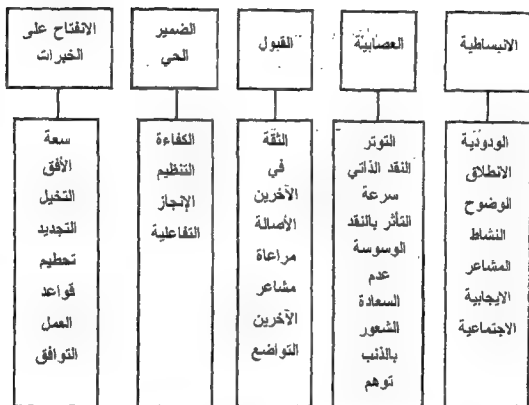 الانبساطية
الودودية
الانطلاق
الوضوح
النشاط
المشاعر
الايجابية
الاجتماعية
العصابية
التوتر
النقد الذاتي
سرعة
التأثر بالنقد
الوسوسة
عدم
السعادة
الشعور
بالذنب
توهم
القبول
الثقة
في
الآخرين
الأصالة
مراعاة
مشاعر
الآخرين
التواضع
الضمير
الحي
الكفاءة
التنظيم
الإنجاز
التفاعلية
الانفتاح على
الخبرات
سعة
الأفق
التخيل
التجديد
تحطيم
قواعد
العمل
التوافق